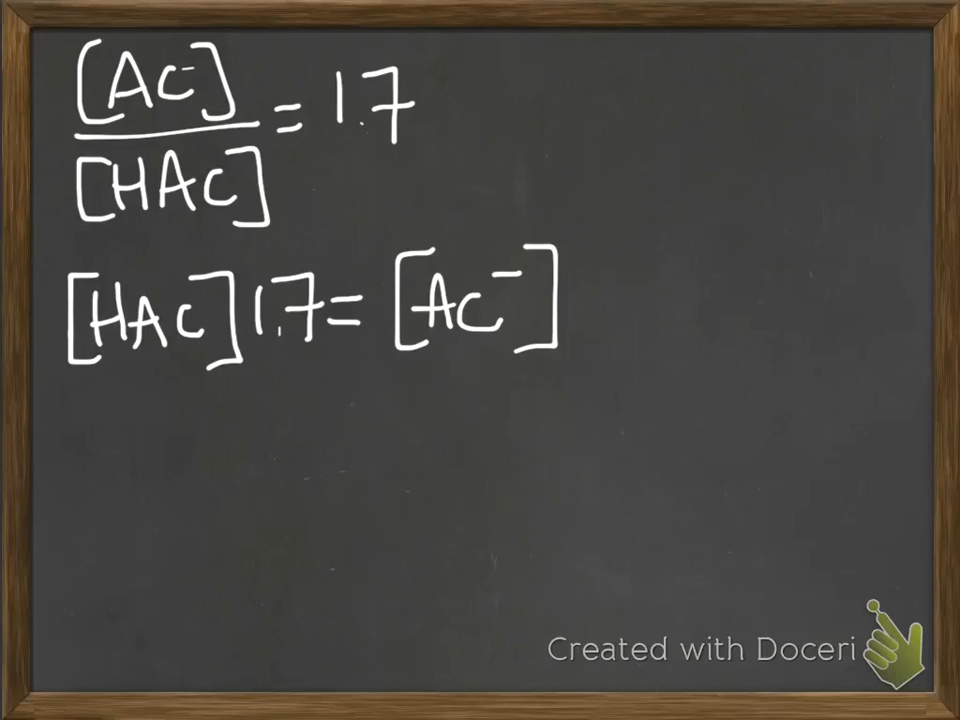 [Ac⁻]
[HAc] = 1.7
[HAc] 1.7 = [Ac⁻]
Created with Doceri